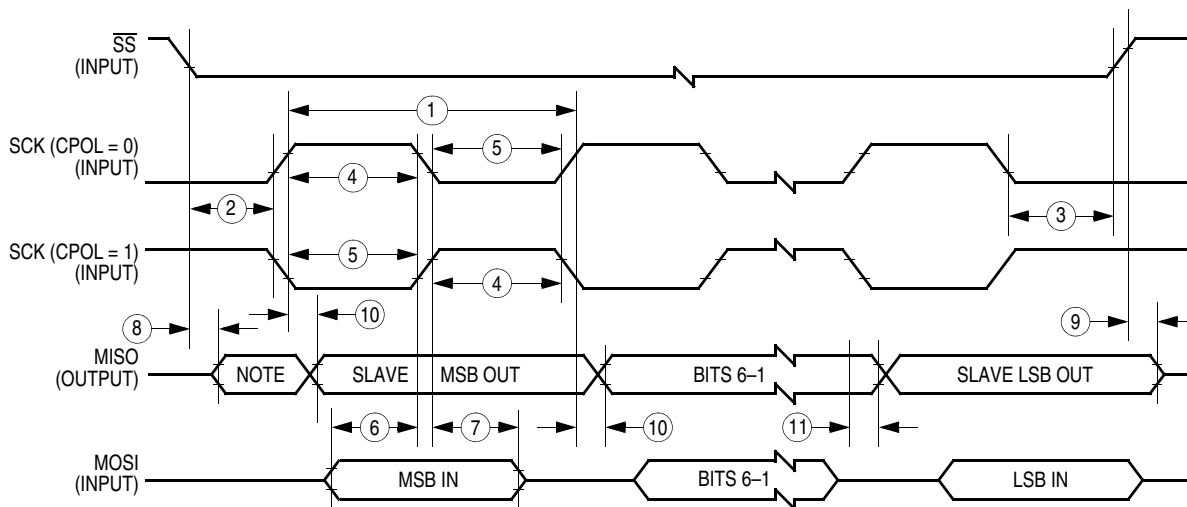 SS
(INPUT)
1
SCK (CPOL = 0)
(INPUT)
5
4
2
3
SCK (CPOL = 1)
(INPUT)
5
4
8
10
9
MISO
(OUTPUT)
NOTE
SLAVE MSB OUT
BITS 6–1
SLAVE LSB OUT
6
7
10
11
MOSI
(INPUT)
MSB IN
BITS 6–1
LSB IN